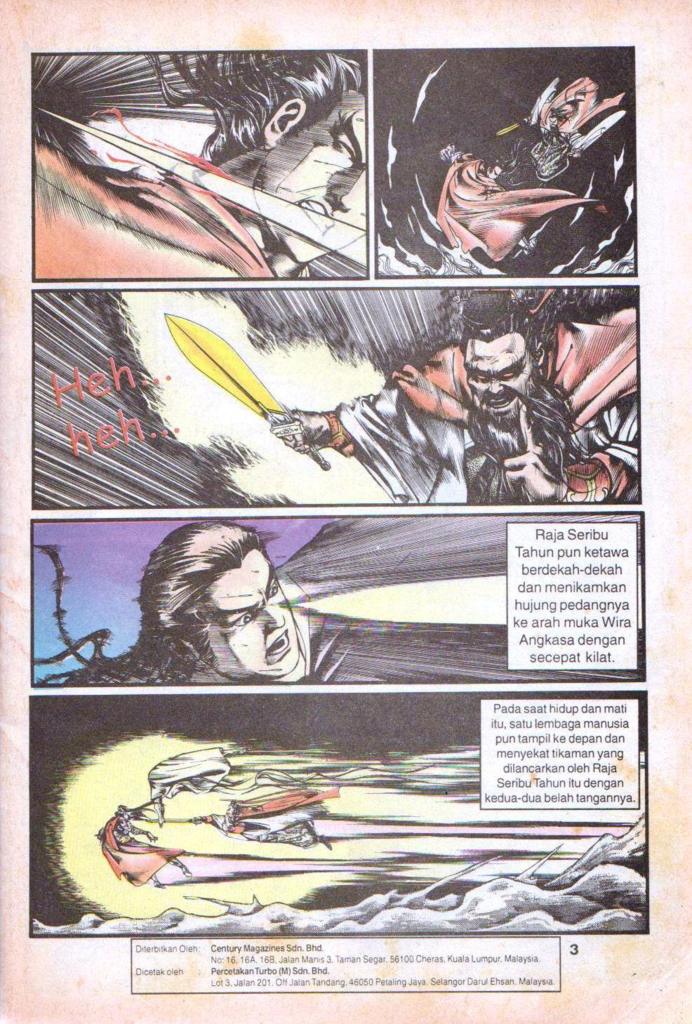 Heh...
heh...
Raja Seribu
Tahun pun ketawa
berdekah-dekah
dan menikamkan
hujung pedangnya
ke arah muka Wira
Angkasa dengan
secepat kilat.
Pada saat hidup dan mati
itu, satu lembaga manusia
pun tampil ke depan dan
menyekat tikaman yang
dilancarkan oleh Raja
Seribu Tahun itu dengan
kedua-dua belah tangannya.
Diterbitkan Oleh: Century Magazines Sdn. Bhd.
No: 16, 16A, 16B, Jalan Manis 3, Taman Segar, 56100 Cheras, Kuala Lumpur, Malaysia.
Dicetak oleh : Percetakan Turbo (M) Sdn. Bhd.
Lot 3, Jalan 201, Off Jalan Tandang, 46050 Petaling Jaya, Selangor Darul Ehsan, Malaysia.
3